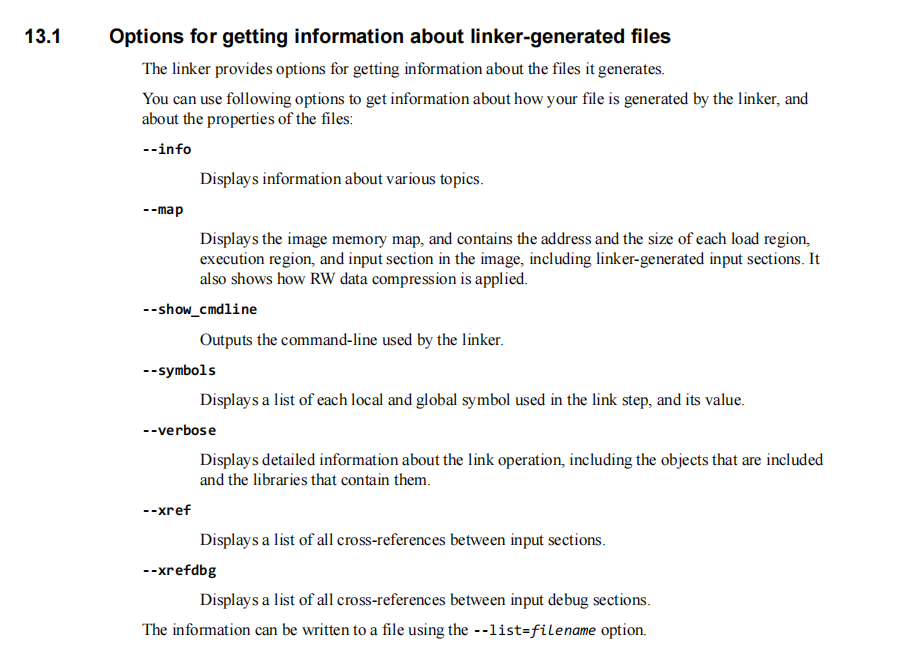 13.1 Options for getting information about linker-generated files
The linker provides options for getting information about the files it generates.
You can use following options to get information about how your file is generated by the linker, and
about the properties of the files:
--info
Displays information about various topics.
--map
Displays the image memory map, and contains the address and the size of each load region,
execution region, and input section in the image, including linker-generated input sections. It
also shows how RW data compression is applied.
--show_cmdline
Outputs the command-line used by the linker.
--symbols
Displays a list of each local and global symbol used in the link step, and its value.
--verbose
Displays detailed information about the link operation, including the objects that are included
and the libraries that contain them.
--xref
Displays a list of all cross-references between input sections.
--xrefdbg
Displays a list of all cross-references between input debug sections.
The information can be written to a file using the --list=filename option.